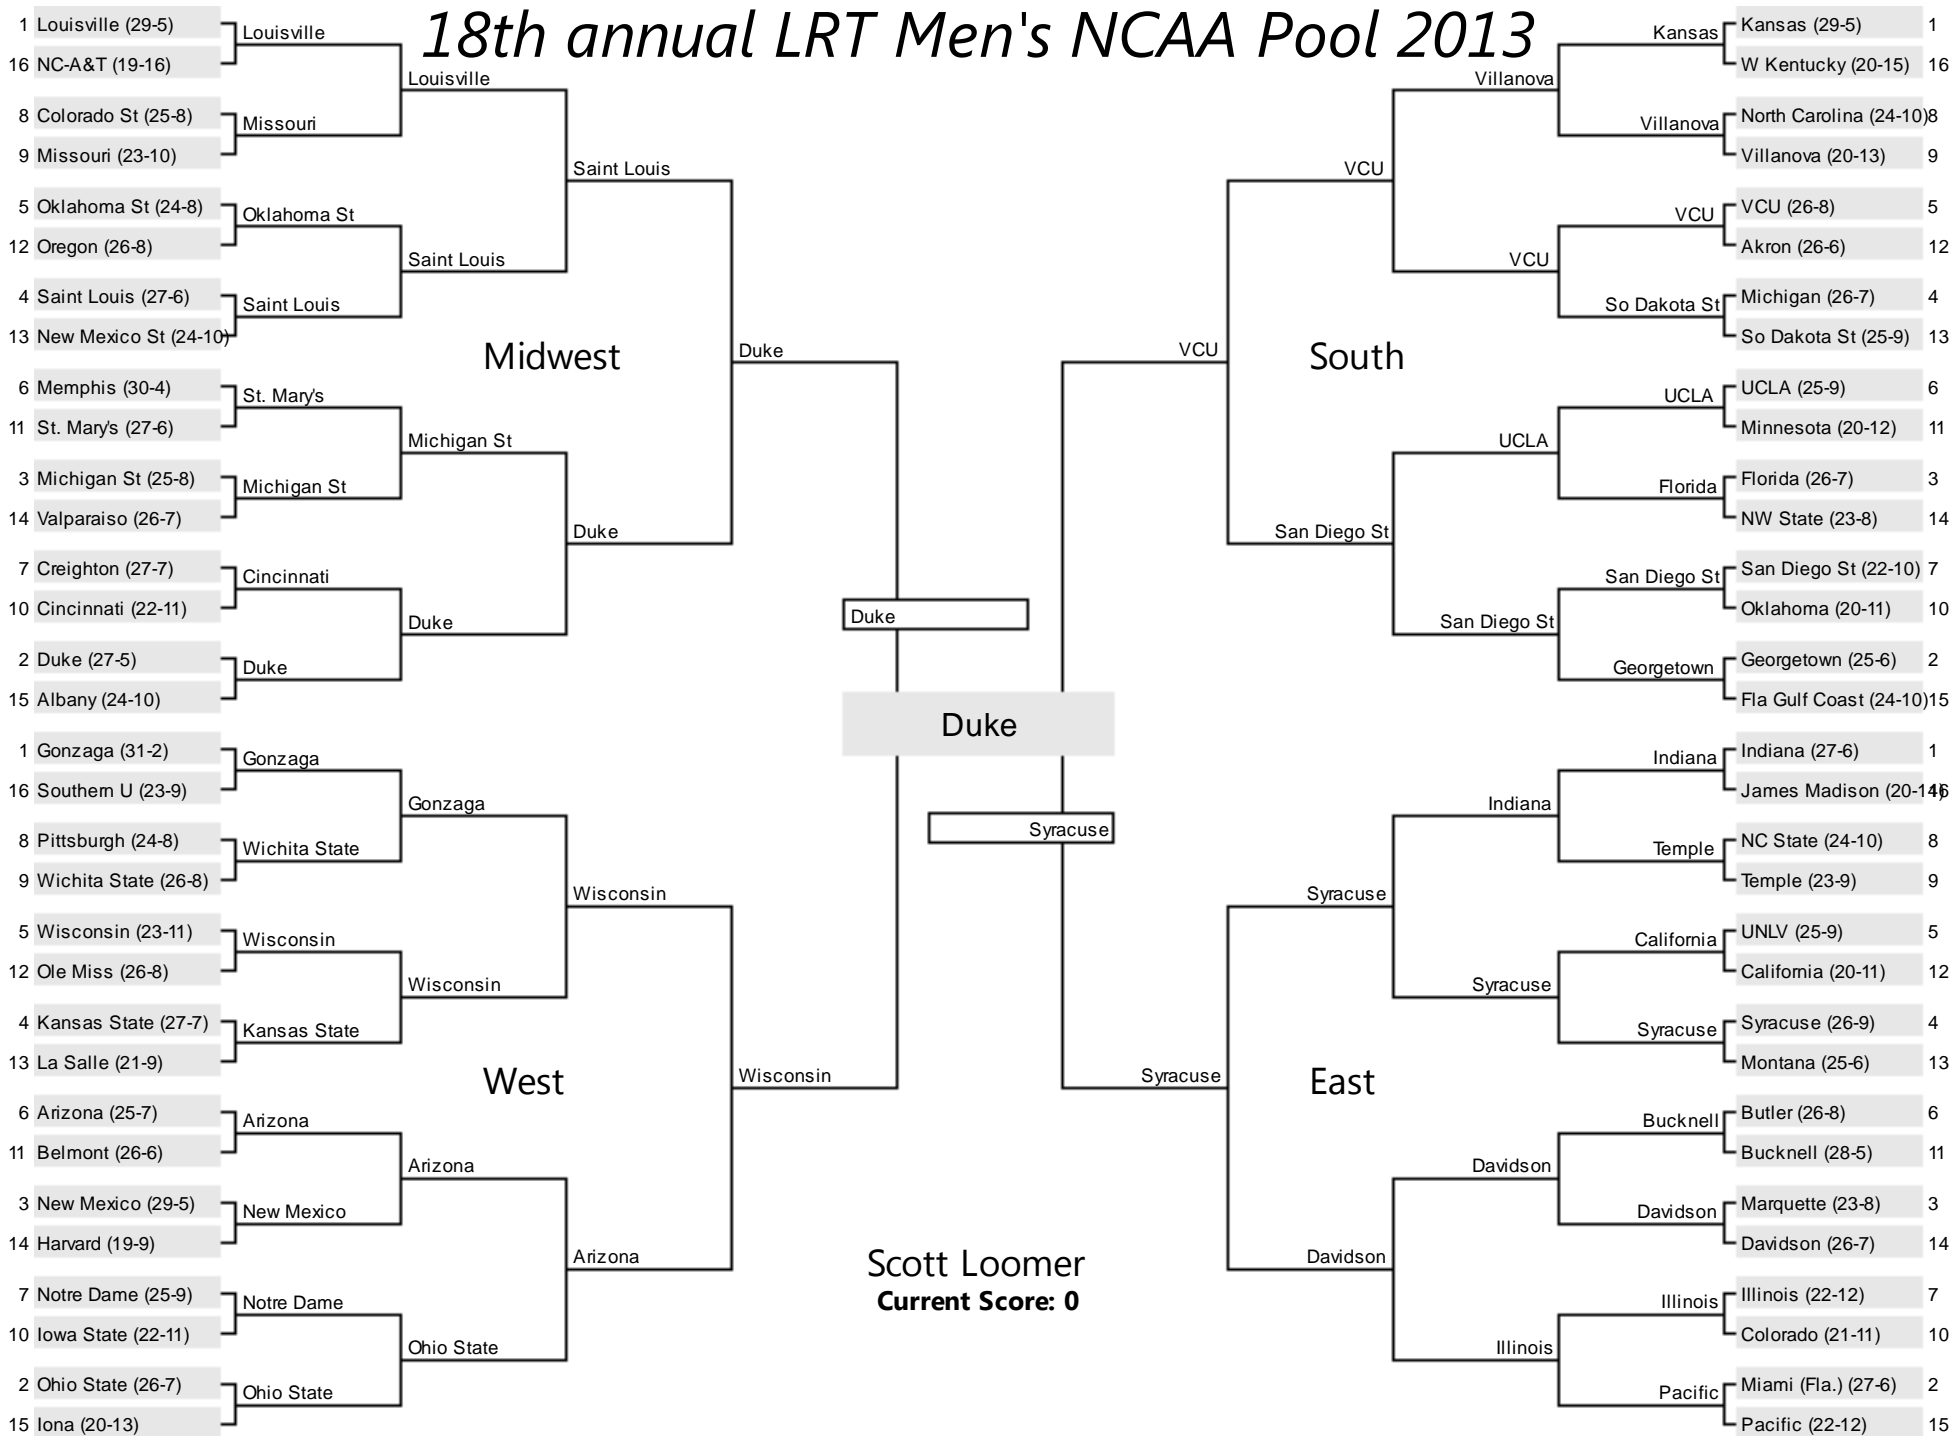 18th annual LRT Men's NCAA Pool 2013
1 Louisville (29-5)
16 NC-A&T (19-16)
8 Colorado St (25-8)
9 Missouri (23-10)
5 Oklahoma St (24-8)
12 Oregon (26-8)
4 Saint Louis (27-6)
13 New Mexico St (24-10)
6 Memphis (30-4)
11 St. Mary's (27-6)
3 Michigan St (25-8)
14 Valparaiso (26-7)
7 Creighton (27-7)
10 Cincinnati (22-11)
2 Duke (27-5)
15 Albany (24-10)
1 Gonzaga (31-2)
16 Southern U (23-9)
8 Pittsburgh (24-8)
9 Wichita State (26-8)
5 Wisconsin (23-11)
12 Ole Miss (26-8)
4 Kansas State (27-7)
13 La Salle (21-9)
6 Arizona (25-7)
11 Belmont (26-6)
3 New Mexico (29-5)
14 Harvard (19-9)
7 Notre Dame (25-9)
10 Iowa State (22-11)
2 Ohio State (26-7)
15 Iona (20-13)
Louisville
Missouri
Oklahoma St
Saint Louis
St. Mary's
Michigan St
Cincinnati
Duke
Gonzaga
Wichita State
Wisconsin
Kansas State
Arizona
New Mexico
Notre Dame
Ohio State
Louisville
Saint Louis
Michigan St
Duke
Gonzaga
Wisconsin
Arizona
Ohio State
Saint Louis
Duke
Wisconsin
Arizona
Midwest
West
Duke
Wisconsin
Duke
Duke
Syracuse
Scott Loomer
Current Score: 0
VCU
Syracuse
South
East
VCU
San Diego St
Syracuse
Davidson
Villanova
VCU
UCLA
San Diego St
Indiana
Syracuse
Davidson
Illinois
Kansas
Villanova
VCU
So Dakota St
UCLA
Florida
San Diego St
Georgetown
Indiana
Temple
California
Syracuse
Bucknell
Davidson
Illinois
Pacific
Kansas (29-5) 1
W Kentucky (20-15) 16
North Carolina (24-10) 8
Villanova (20-13) 9
VCU (26-8) 5
Akron (26-6) 12
Michigan (26-7) 4
So Dakota St (25-9) 13
UCLA (25-9) 6
Minnesota (20-12) 11
Florida (26-7) 3
NW State (23-8) 14
San Diego St (22-10) 7
Oklahoma (20-11) 10
Georgetown (25-6) 2
Fla Gulf Coast (24-10) 15
Indiana (27-6) 1
James Madison (20-14) 16
NC State (24-10) 8
Temple (23-9) 9
UNLV (25-9) 5
California (20-11) 12
Syracuse (26-9) 4
Montana (25-6) 13
Butler (26-8) 6
Bucknell (28-5) 11
Marquette (23-8) 3
Davidson (26-7) 14
Illinois (22-12) 7
Colorado (21-11) 10
Miami (Fla.) (27-6) 2
Pacific (22-12) 15